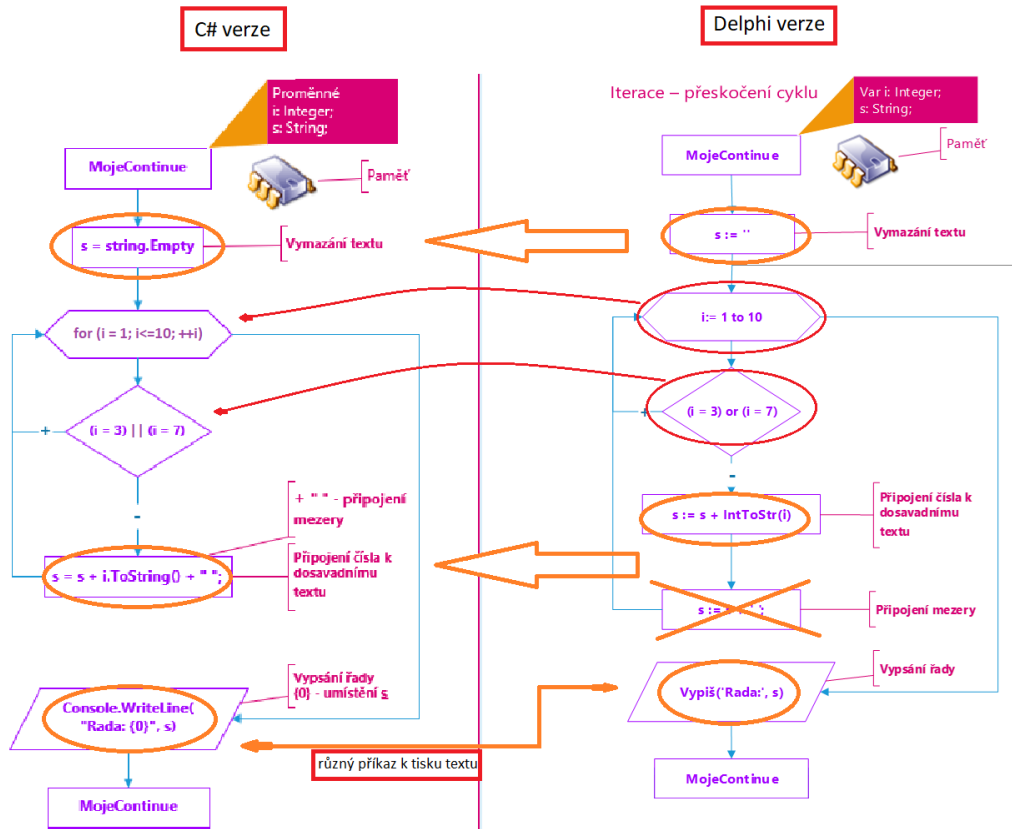 C# verze
Proměnné
i: Integer;
s: String;
MojeContinue
Paměť
s = string.Empty
Vymazání textu
for (i = 1; i<=10; ++i)
(i = 3) || (i = 7)
+
-
+ " " - připojení
mezery
s = s + i.ToString() + " ";
Připojení čísla k
dosavadnímu
textu
Vypsání řady
{0} - umístění s
Console.WriteLine(
"Rada: {0}", s)
MojeContinue
různý příkaz k tisku textu
Delphi verze
Iterace – přeskočení cyklu
Var i: Integer;
s: String;
MojeContinue
Paměť
s := ''
Vymazání textu
i:= 1 to 10
(i = 3) or (i = 7)
+
-
s := s + IntToStr(i)
Připojení čísla k
dosavadnímu
textu
s :=
Připojení mezery
Vypsání řady
Vypiš('Rada:', s)
MojeContinue